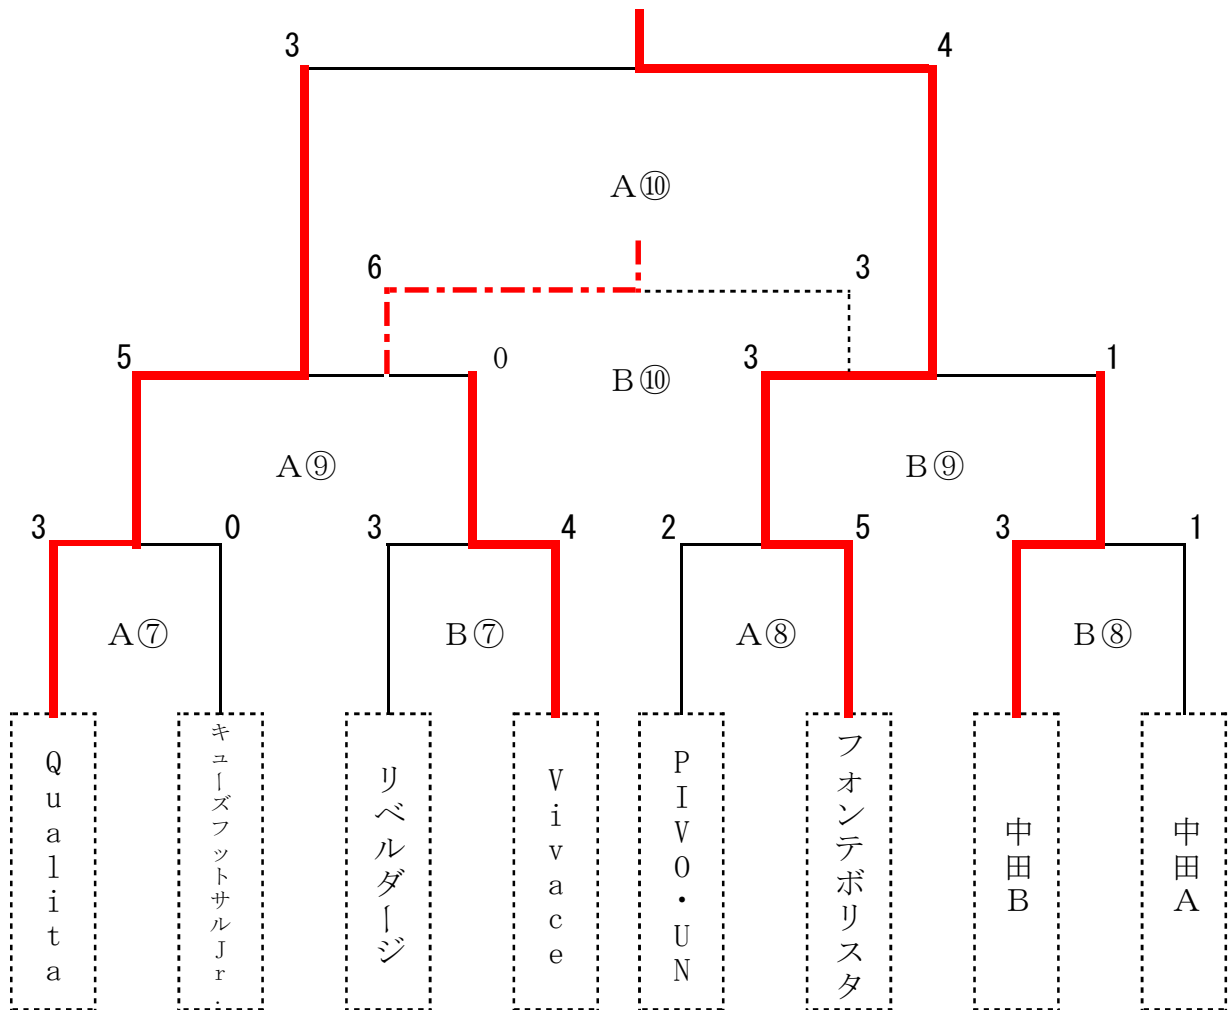 3
4
A⑩
6
3
5
0
B⑩
3
1
A⑨
B⑨
3
0
3
4
2
5
3
1
A⑦
B⑦
A⑧
B⑧
Qualita
キューズフットサルJr.
リベルダージ
Vivace
PIVO・UN
フォンテボリスタ
中田B
中田A